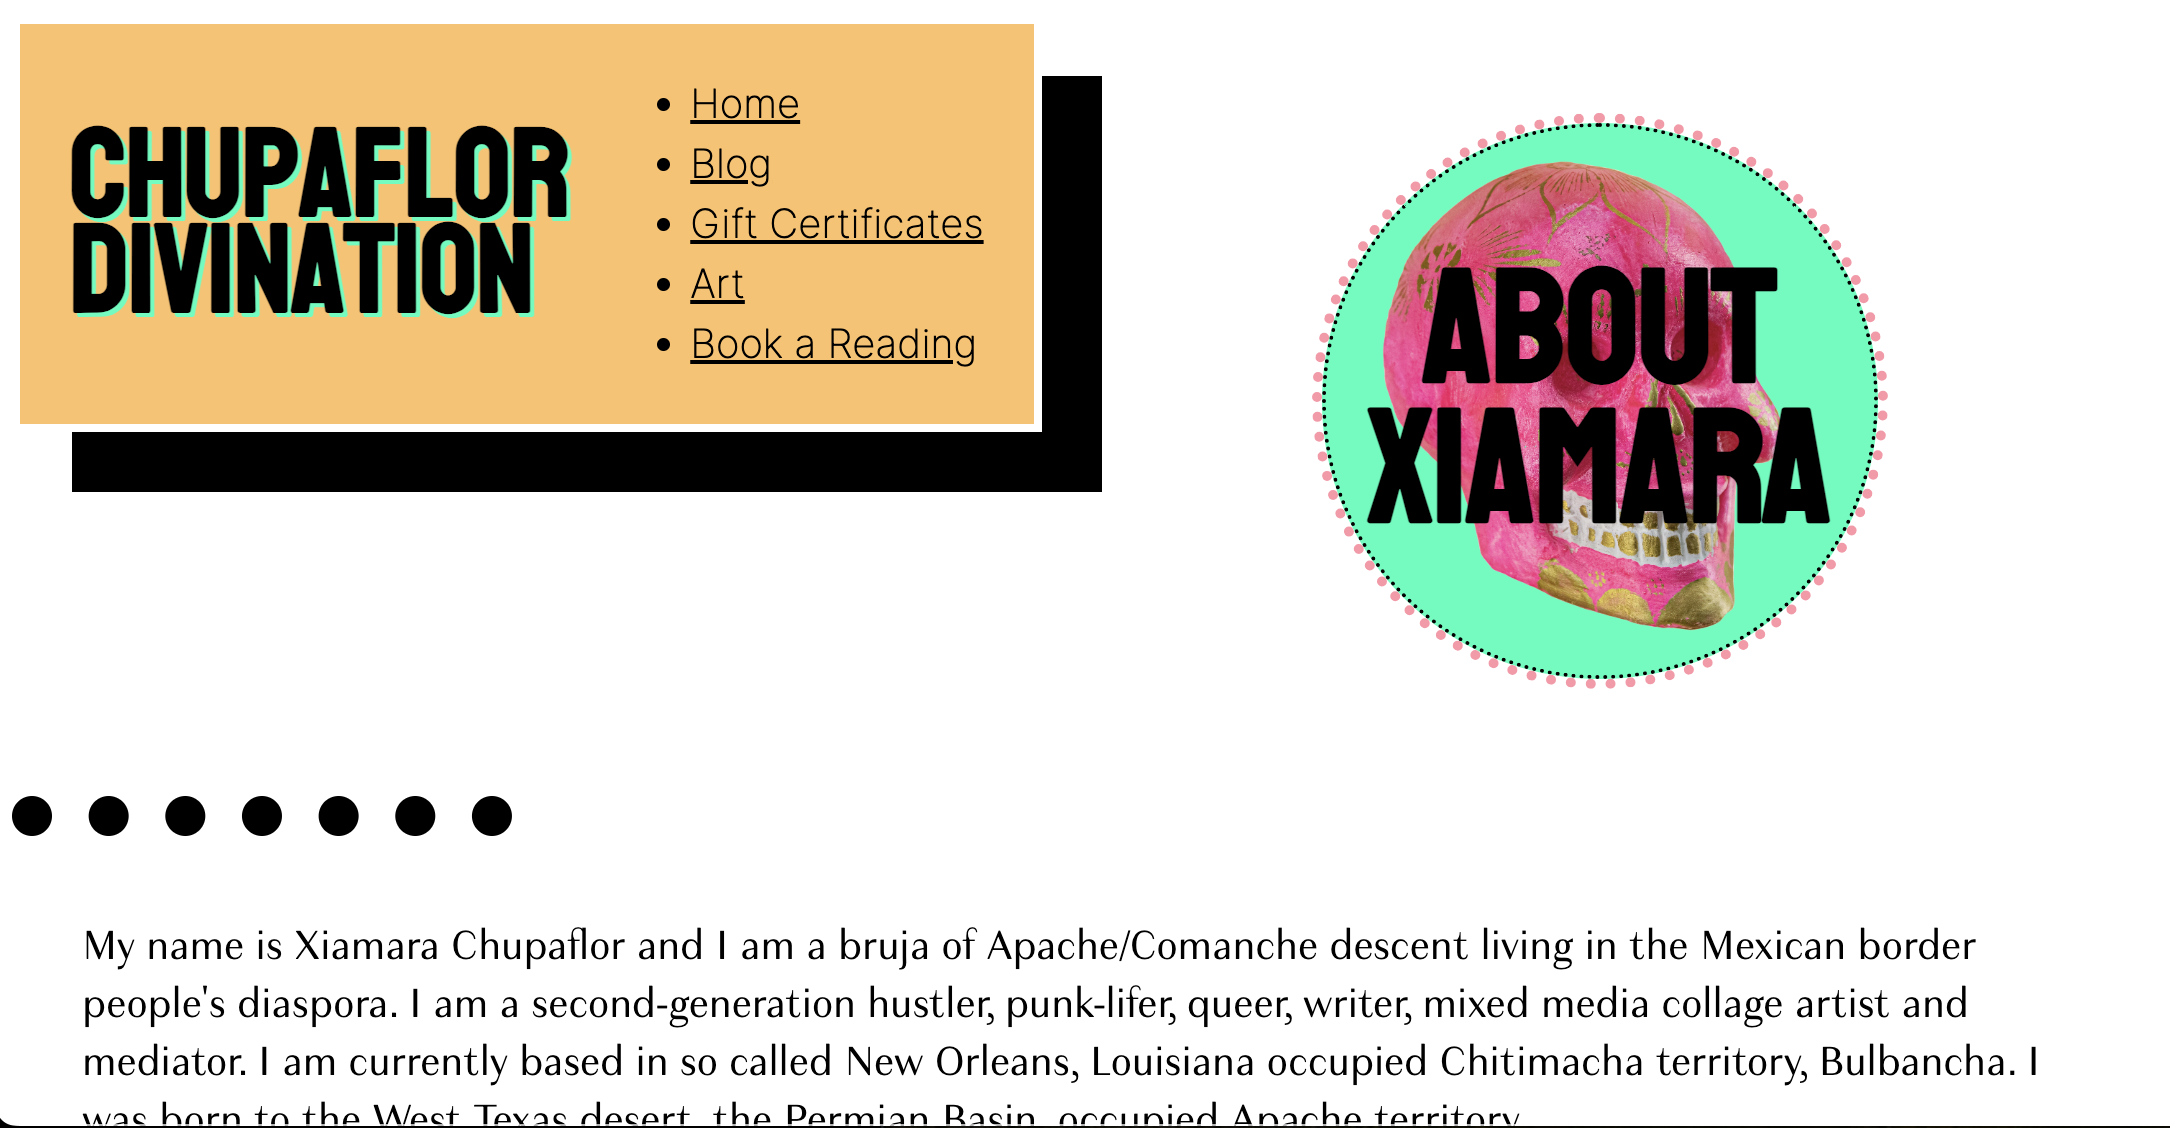 CHUPAFLOR
DIVINATION
Home
Blog
Gift Certificates
Art
Book a Reading
ABOUT
XIAMARA
My name is Xiamara Chupaflor and I am a bruja of Apache/Comanche descent living in the Mexican border
people's diaspora. I am a second-generation hustler, punk-lifer, queer, writer, mixed media collage artist and
mediator. I am currently based in so called New Orleans, Louisiana occupied Chitimacha territory, Bulbancha. I
was born to the West Texas desert, the Permian Basin, occupied Apache territory.